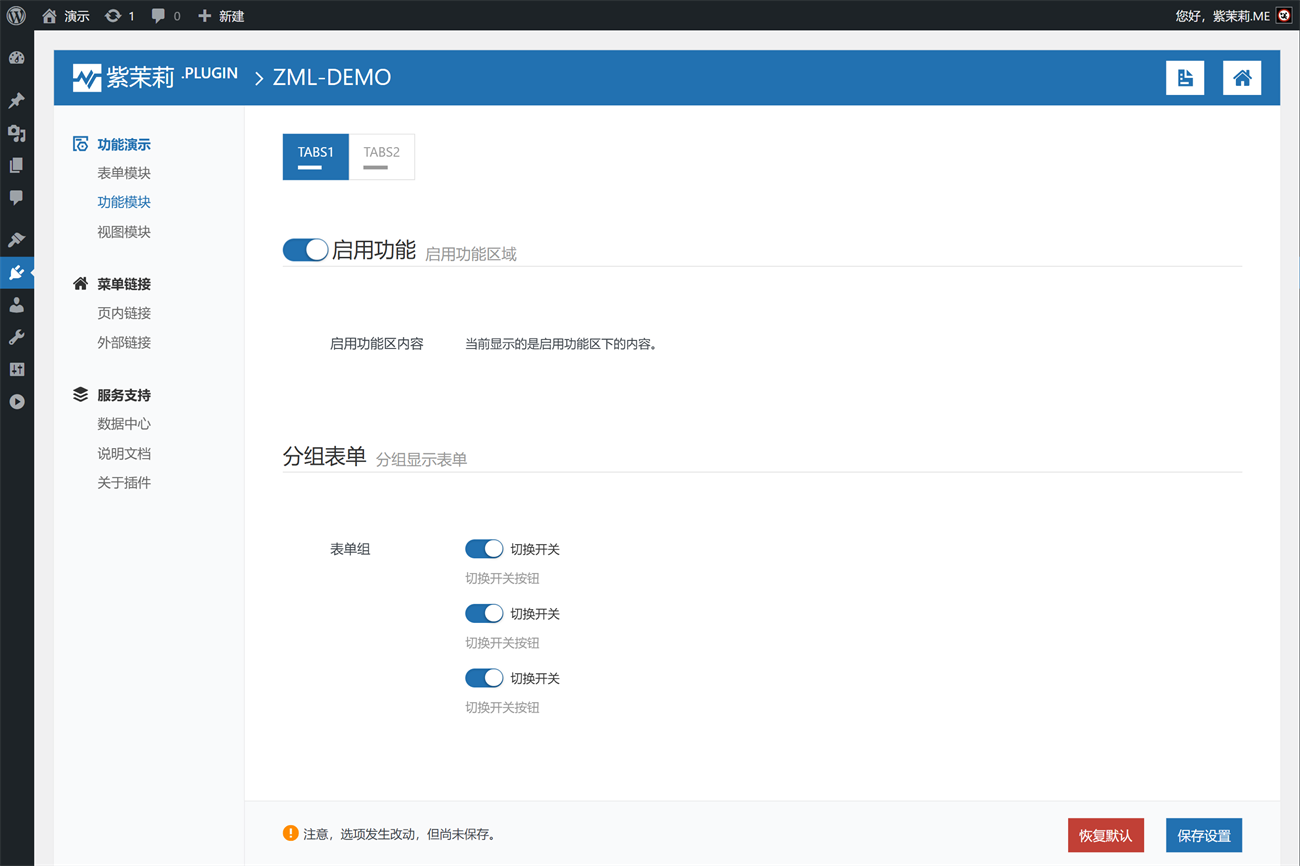 演示 1 0 新建 您好，紫茉莉.ME
紫茉莉 .PLUGIN ZML-DEMO
功能演示
表单模块
功能模块
视图模块
菜单链接
页内链接
外部链接
服务支持
数据中心
说明文档
关于插件
TABS1 TABS2
启用功能 启用功能区域
启用功能区内容 当前显示的是启用功能区下的内容。
分组表单 分组显示表单
表单组 切换开关
切换开关按钮
切换开关
切换开关按钮
切换开关
切换开关按钮
注意，选项发生改动，但尚未保存。 恢复默认 保存设置